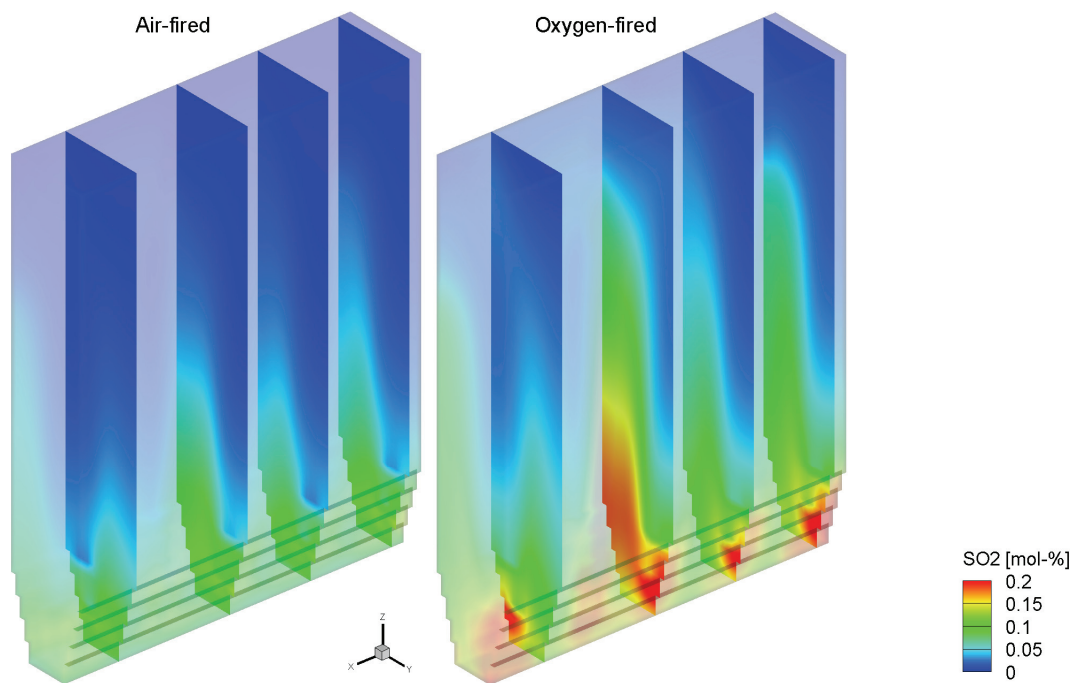 Air-fired
Oxygen-fired
Z
X
Y
SO2 [mol-%]
0.2
0.15
0.1
0.05
0